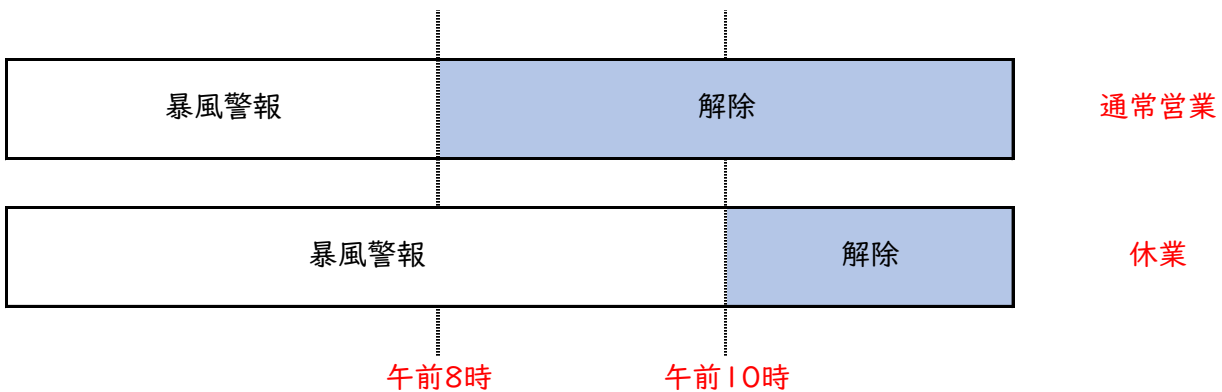 暴風警報
解除
通常営業
暴風警報
解除
休業
午前8時
午前10時